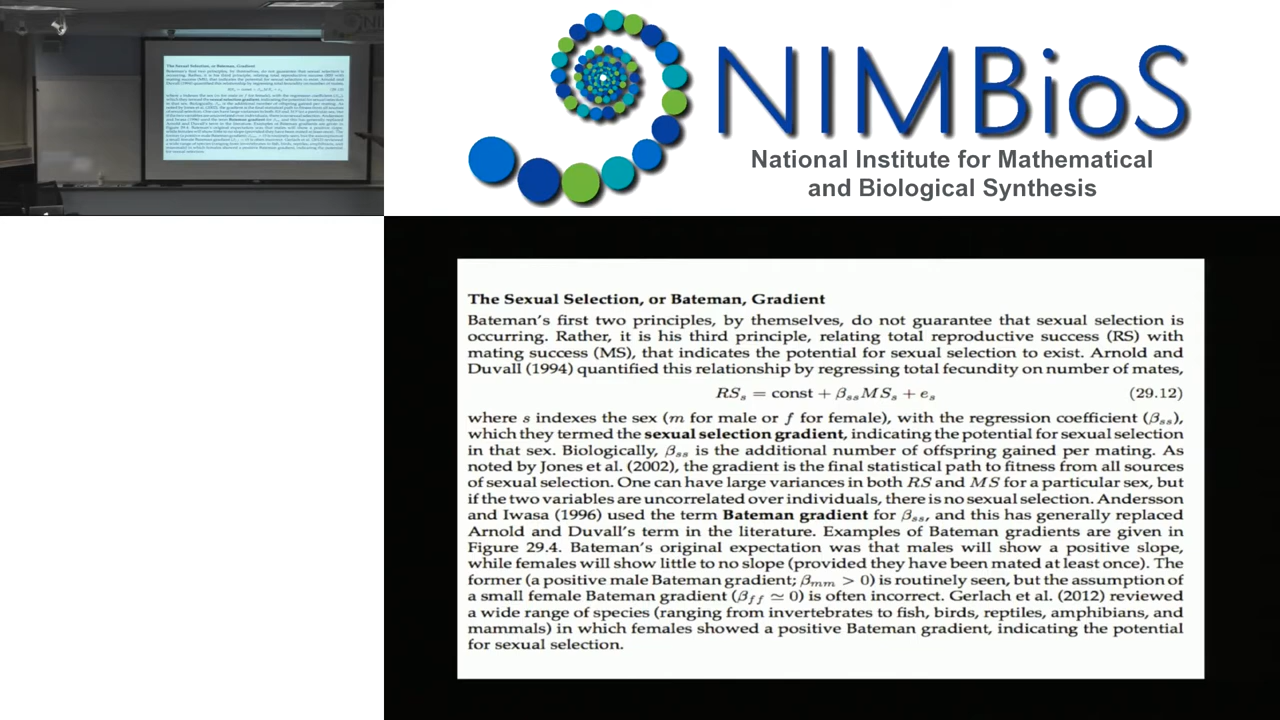 NIMBioS
National Institute for Mathematical
and Biological Synthesis
The Sexual Selection, or Bateman, Gradient
Bateman's first two principles, by themselves, do not guarantee that sexual selection is
occurring. Rather, it is his third principle, relating total reproductive success (RS) with
mating success (MS), that indicates the potential for sexual selection to exist. Arnold and
Duvall (1994) quantified this relationship by regressing total fecundity on number of mates,
RSₛ = const + βₛₛMSₛ + eₛ (29.12)
where s indexes the sex (m for male or f for female), with the regression coefficient (βₛₛ),
which they termed the sexual selection gradient, indicating the potential for sexual selection
in that sex. Biologically, βₛₛ is the additional number of offspring gained per mating. As
noted by Jones et al. (2002), the gradient is the final statistical path to fitness from all sources
of sexual selection. One can have large variances in both RS and MS for a particular sex, but
if the two variables are uncorrelated over individuals, there is no sexual selection. Andersson
and Iwasa (1996) used the term Bateman gradient for βₛₛ, and this has generally replaced
Arnold and Duvall's term in the literature. Examples of Bateman gradients are given in
Figure 29.4. Bateman's original expectation was that males will show a positive slope,
while females will show little to no slope (provided they have been mated at least once). The
former (a positive male Bateman gradient; βmm > 0) is routinely seen, but the assumption of
a small female Bateman gradient (βff ≃ 0) is often incorrect. Gerlach et al. (2012) reviewed
a wide range of species (ranging from invertebrates to fish, birds, reptiles, amphibians, and
mammals) in which females showed a positive Bateman gradient, indicating the potential
for sexual selection.